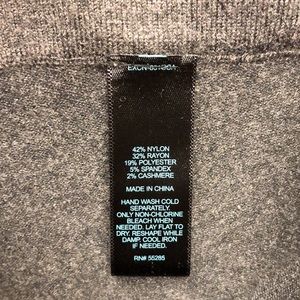 42% NYLON
32% RAYON
19% POLYESTER
5% SPANDEX
2% CASHMERE
MADE IN CHINA
HAND WASH COLD
SEPARATELY.
ONLY NON-CHLORINE
BLEACH WHEN
NEEDED. LAY FLAT TO
DRY. RESHAPE WHILE
DAMP. COOL IRON
IF NEEDED.
RN# 55285